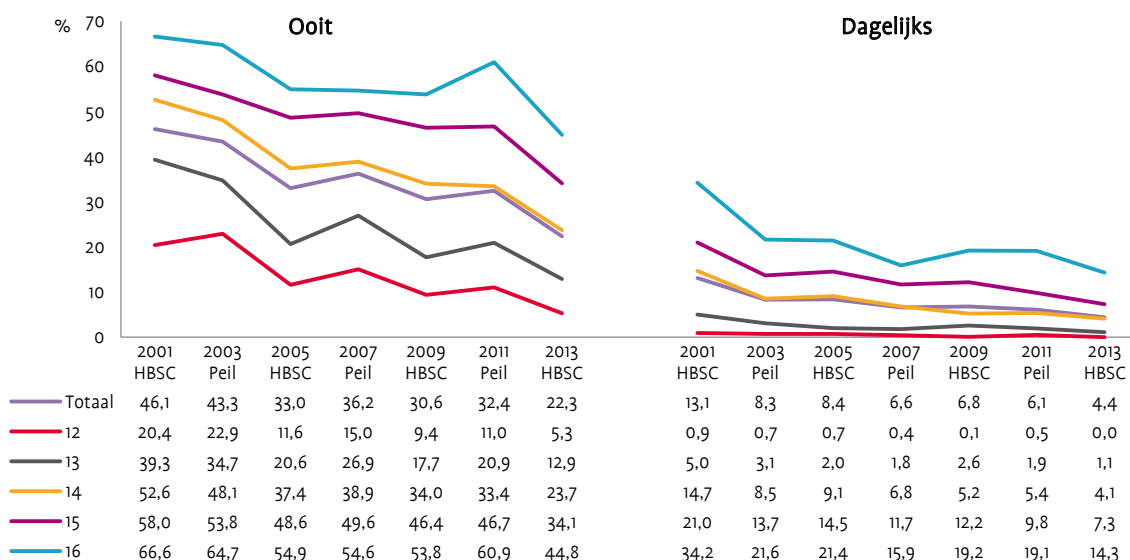 % 70 Ooit Dagelijks
60
50
40
30
20
10
0
2001 2003 2005 2007 2009 2011 2013 2001 2003 2005 2007 2009 2011 2013
HBSC Peil HBSC Peil HBSC Peil HBSC HBSC Peil HBSC Peil HBSC Peil HBSC
Totaal 46,1 43,3 33,0 36,2 30,6 32,4 22,3 13,1 8,3 8,4 6,6 6,8 6,1 4,4
12 20,4 22,9 11,6 15,0 9,4 11,0 5,3 0,9 0,7 0,7 0,4 0,1 0,5 0,0
13 39,3 34,7 20,6 26,9 17,7 20,9 12,9 5,0 3,1 2,0 1,8 2,6 1,9 1,1
14 52,6 48,1 37,4 38,9 34,0 33,4 23,7 14,7 8,5 9,1 6,8 5,2 5,4 4,1
15 58,0 53,8 48,6 49,6 46,4 46,7 34,1 21,0 13,7 14,5 11,7 12,2 9,8 7,3
16 66,6 64,7 54,9 54,6 53,8 60,9 44,8 34,2 21,6 21,4 15,9 19,2 19,1 14,3